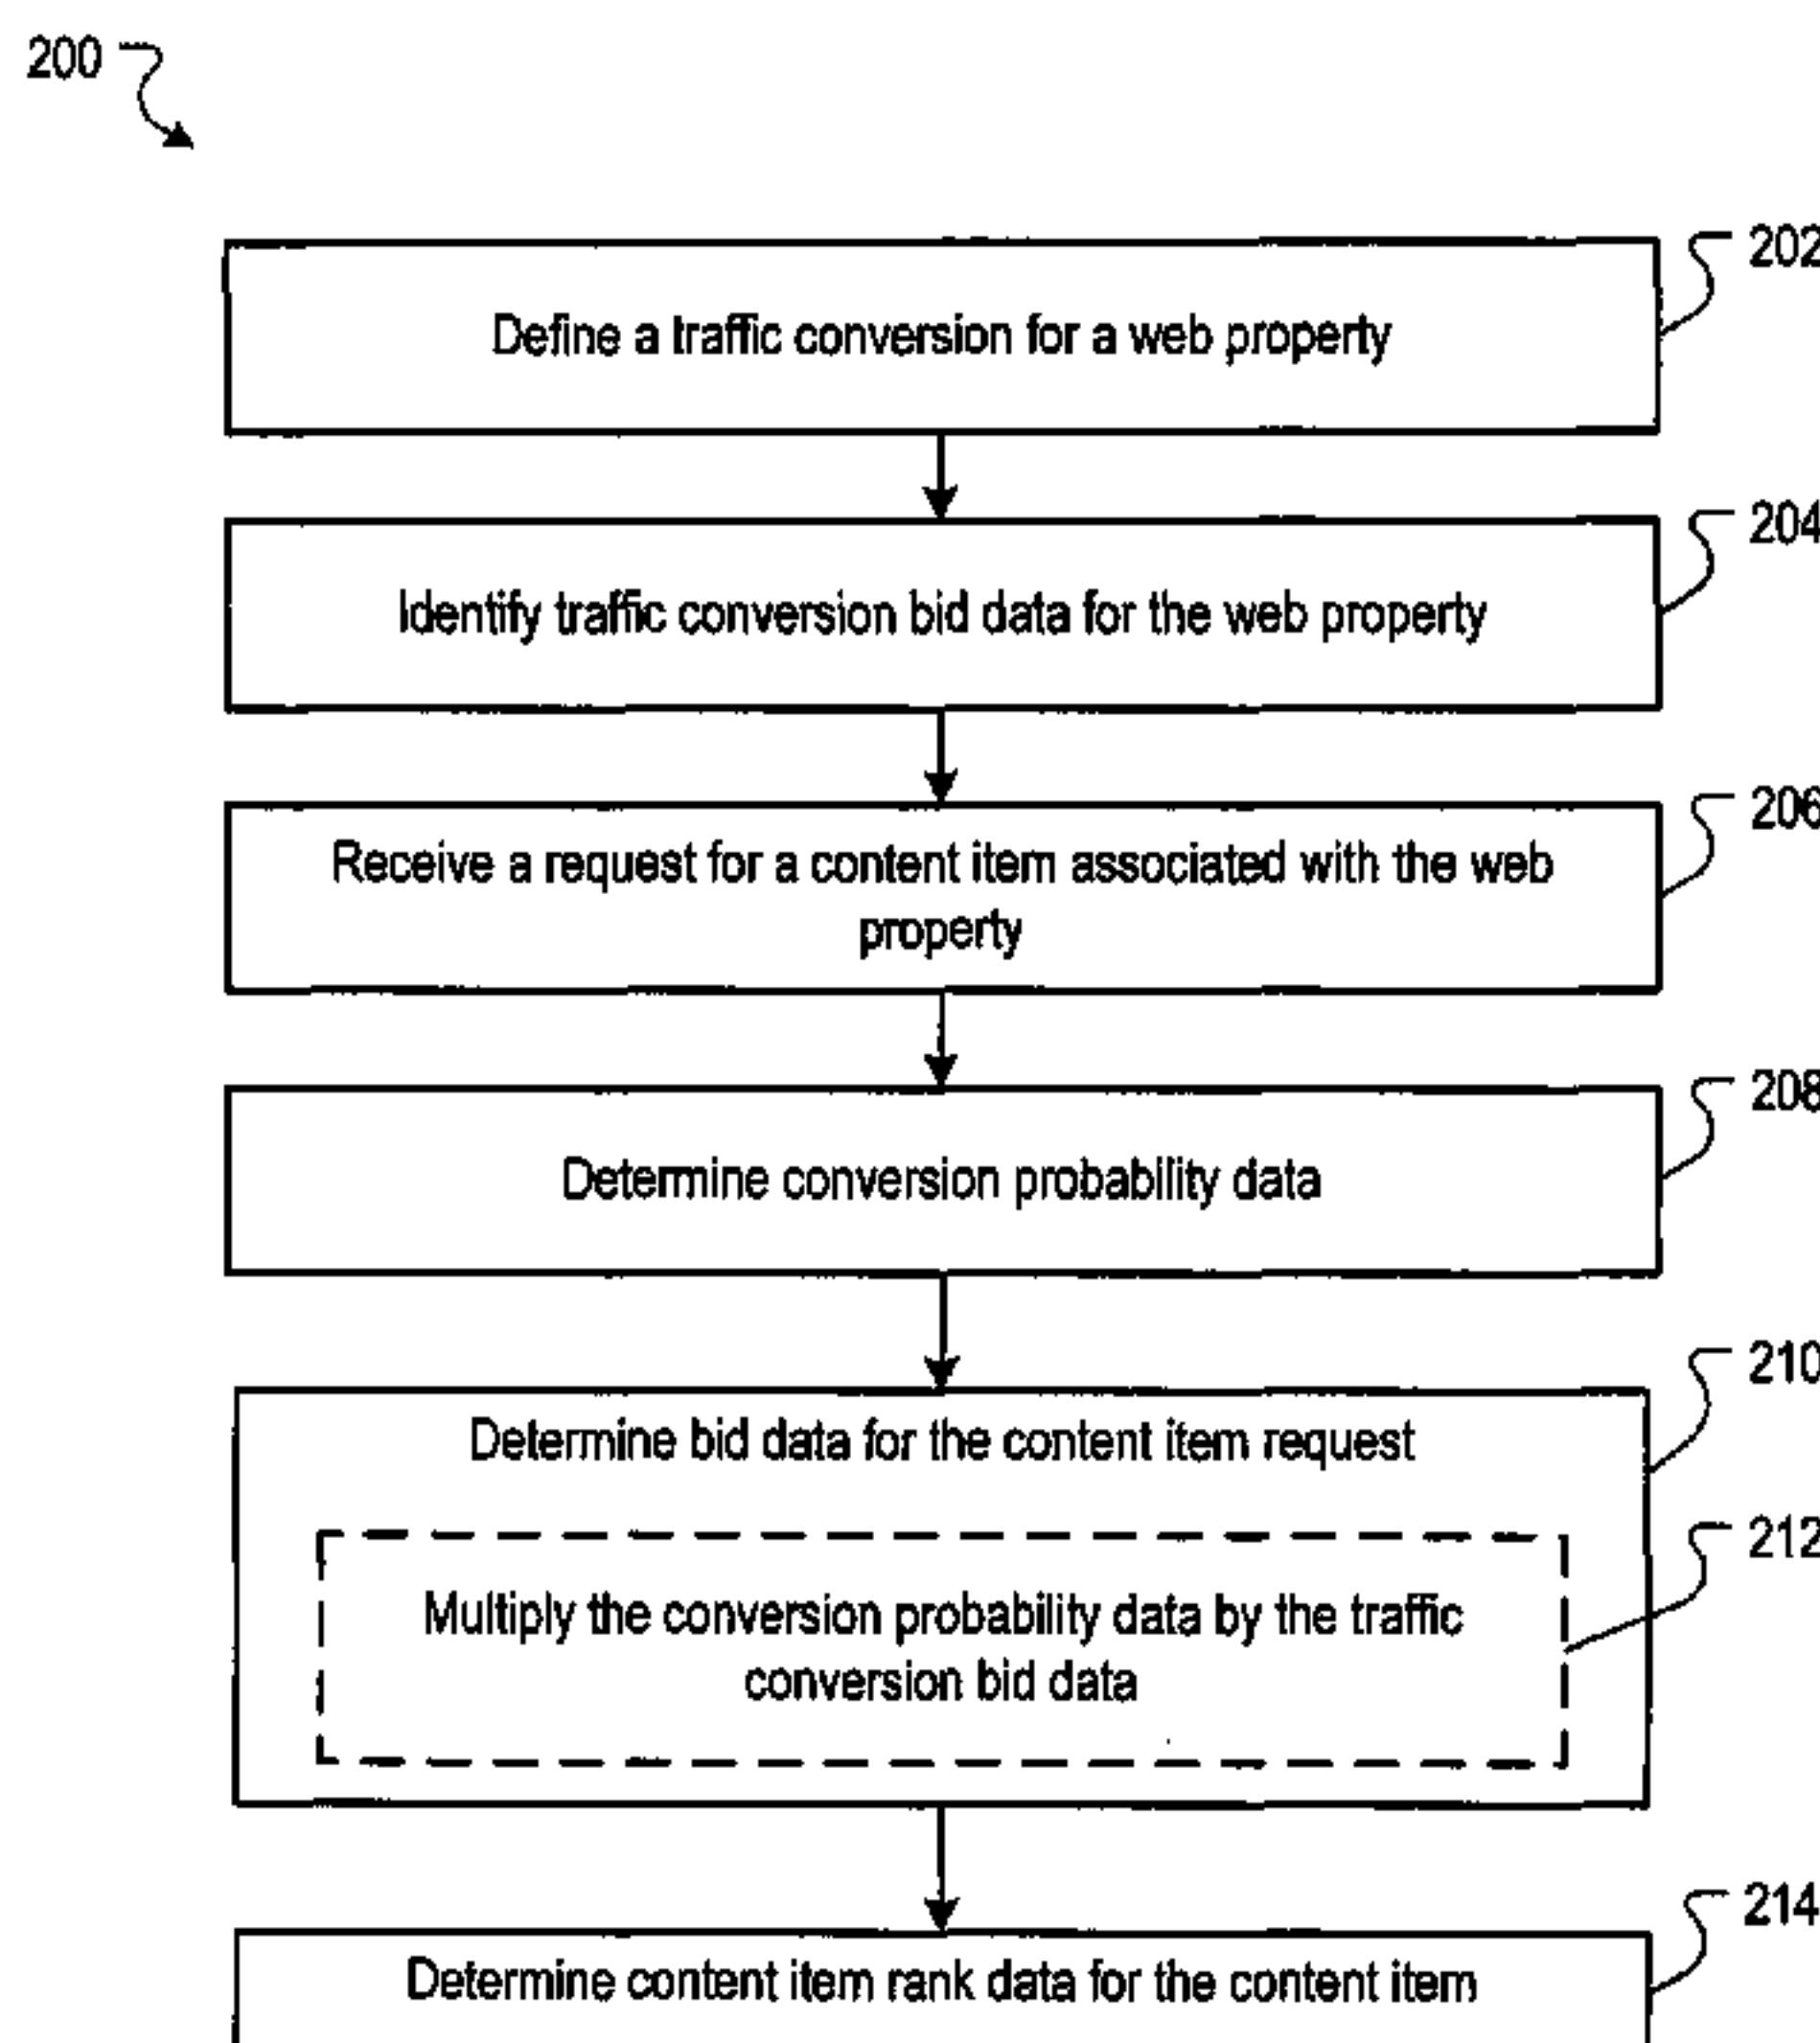 200
202
Define a traffic conversion for a web property
204
Identify traffic conversion bid data for the web property
206
Receive a request for a content item associated with the web
property
208
Determine conversion probability data
210
Determine bid data for the content item request
212
Multiply the conversion probability data by the traffic
conversion bid data
214
Determine content item rank data for the content item